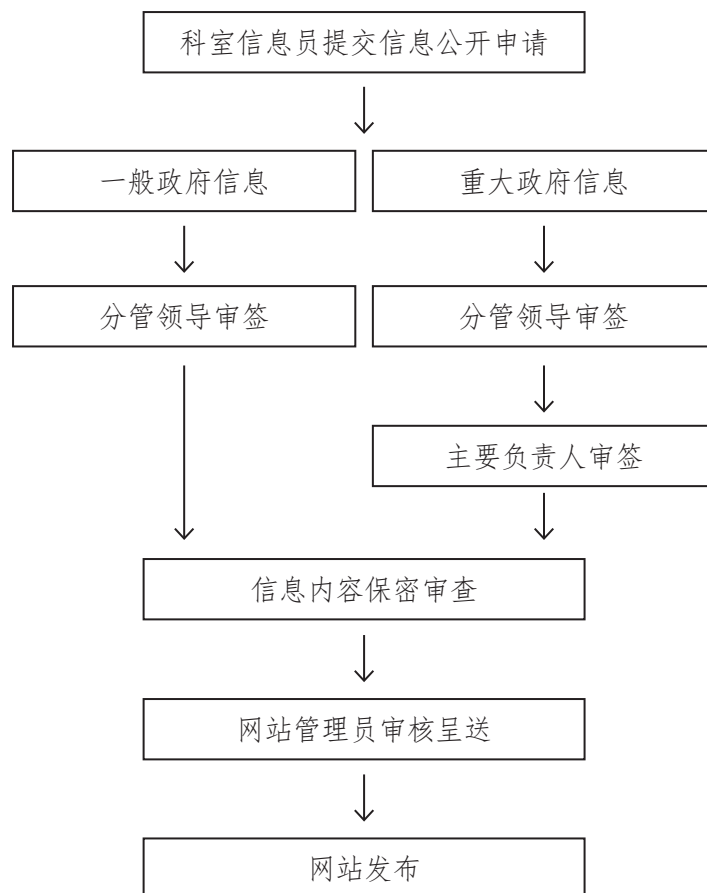 科室信息员提交信息公开申请
一般政府信息
重大政府信息
分管领导审签
分管领导审签
主要负责人审签
信息内容保密审查
网站管理员审核呈送
网站发布